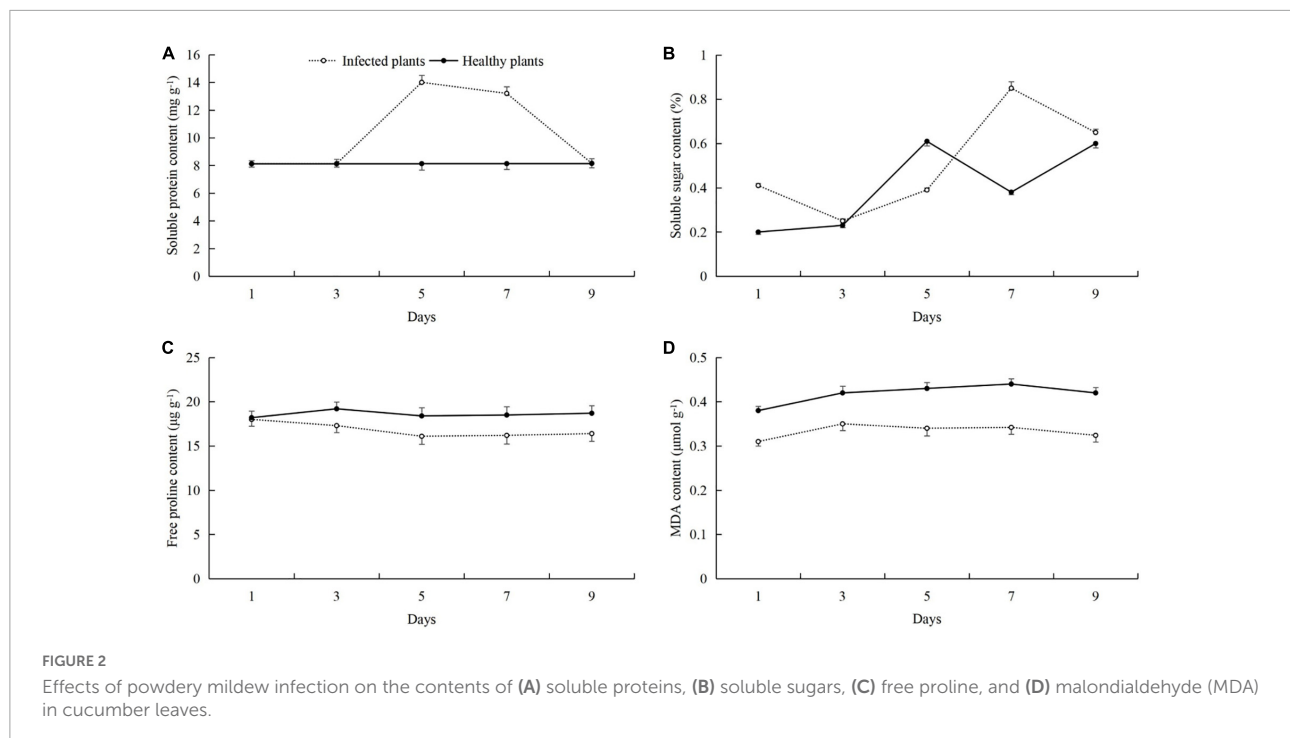 A
Infected plants
Healthy plants
Soluble protein content (mg g⁻¹)
16
14
12
10
8
6
4
2
0
1 3 5 7 9
Days
B
Soluble sugar content (%)
1
0.8
0.6
0.4
0.2
0
1 3 5 7 9
Days
C
Free proline content (µg g⁻¹)
25
20
15
10
5
0
1 3 5 7 9
Days
D
MDA content (µmol g⁻¹)
0.5
0.4
0.3
0.2
0.1
0
1 3 5 7 9
Days
FIGURE 2
Effects of powdery mildew infection on the contents of (A) soluble proteins, (B) soluble sugars, (C) free proline, and (D) malondialdehyde (MDA)
in cucumber leaves.